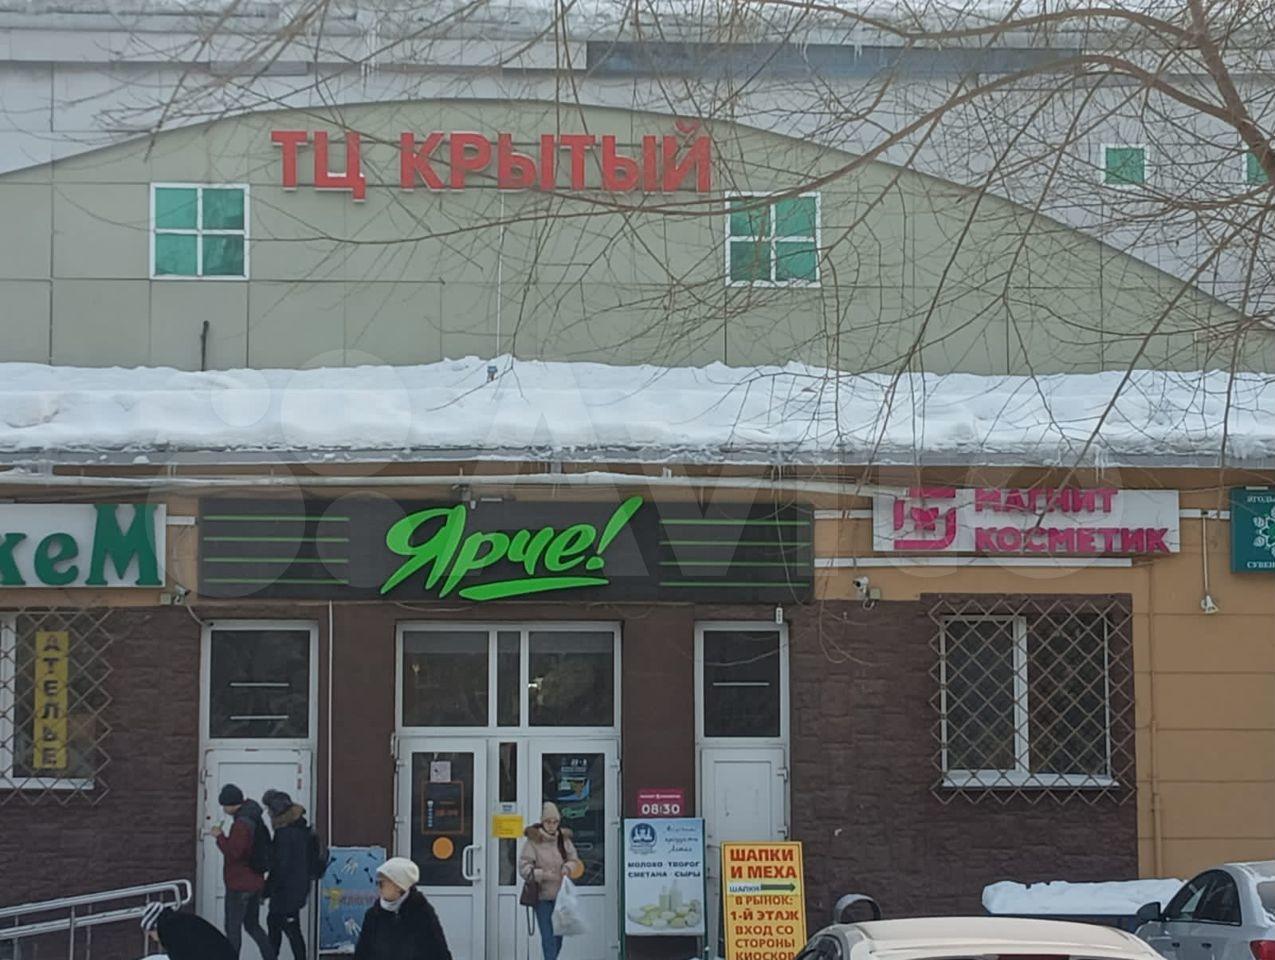 ТЦ КРЫТЫЙ
Ярче!
МАГНИТ
КОСМЕТИК
АТЕЛЬЕ
08:30
МОЛОКО·ТВОРОГ
СМЕТАНА·СЫРЫ
ШАПКИ
И МЕХА
ШАПКИ
В РЫНОК:
1-Й ЭТАЖ
ВХОД СО
СТОРОНЫ
КИОСКОВ
Avito